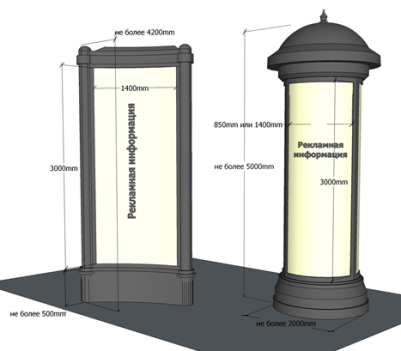 не более 4200mm
1400mm
3000mm
Рекламная информация
не более 500mm
850mm или 1400mm
не более 5000mm
Рекламная
информация
3000mm
не более 2000mm